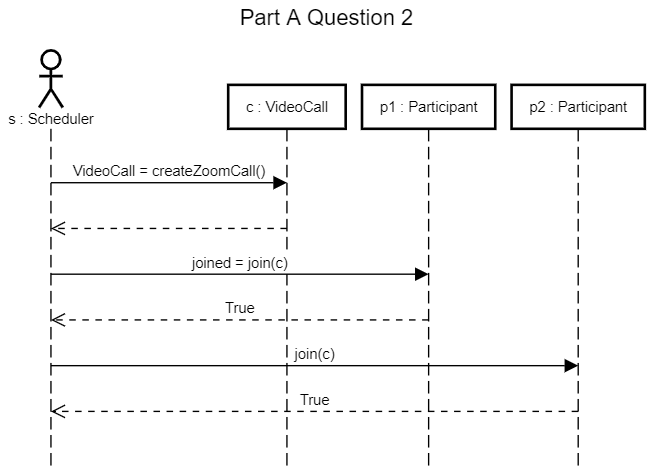 Part A Question 2
s : Scheduler
c : VideoCall
p1 : Participant
p2 : Participant
VideoCall = createZoomCall()
joined = join(c)
True
join(c)
True